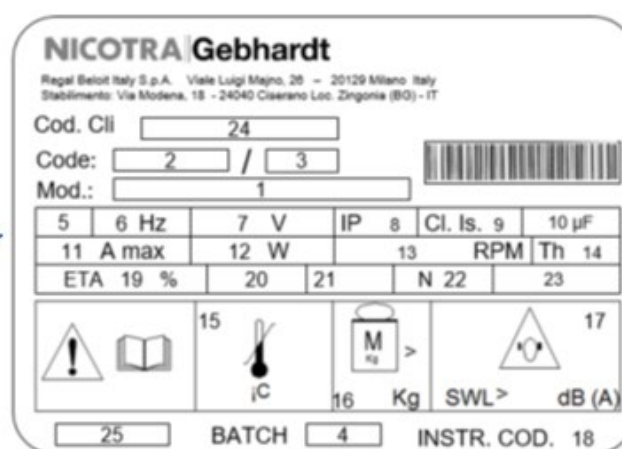 NICOTRA Gebhardt
Regal Beloit Italy S.p.A. Viale Luigi Majno, 26 – 20129 Milano Italy
Stabilimento: Via Modena, 18 - 24040 Ciserano Loc. Zingonia (BG) - IT
Cod. Cli 24
Code: 2 / 3
Mod.: 1
5 6 Hz 7 V IP 8 Cl. Is. 9 10 µF
11 A max 12 W 13 RPM Th 14
ETA 19 % 20 21 N 22 23
15 17
M
Kg >
¡C
16 Kg SWL> dB (A)
25 BATCH 4 INSTR. COD. 18